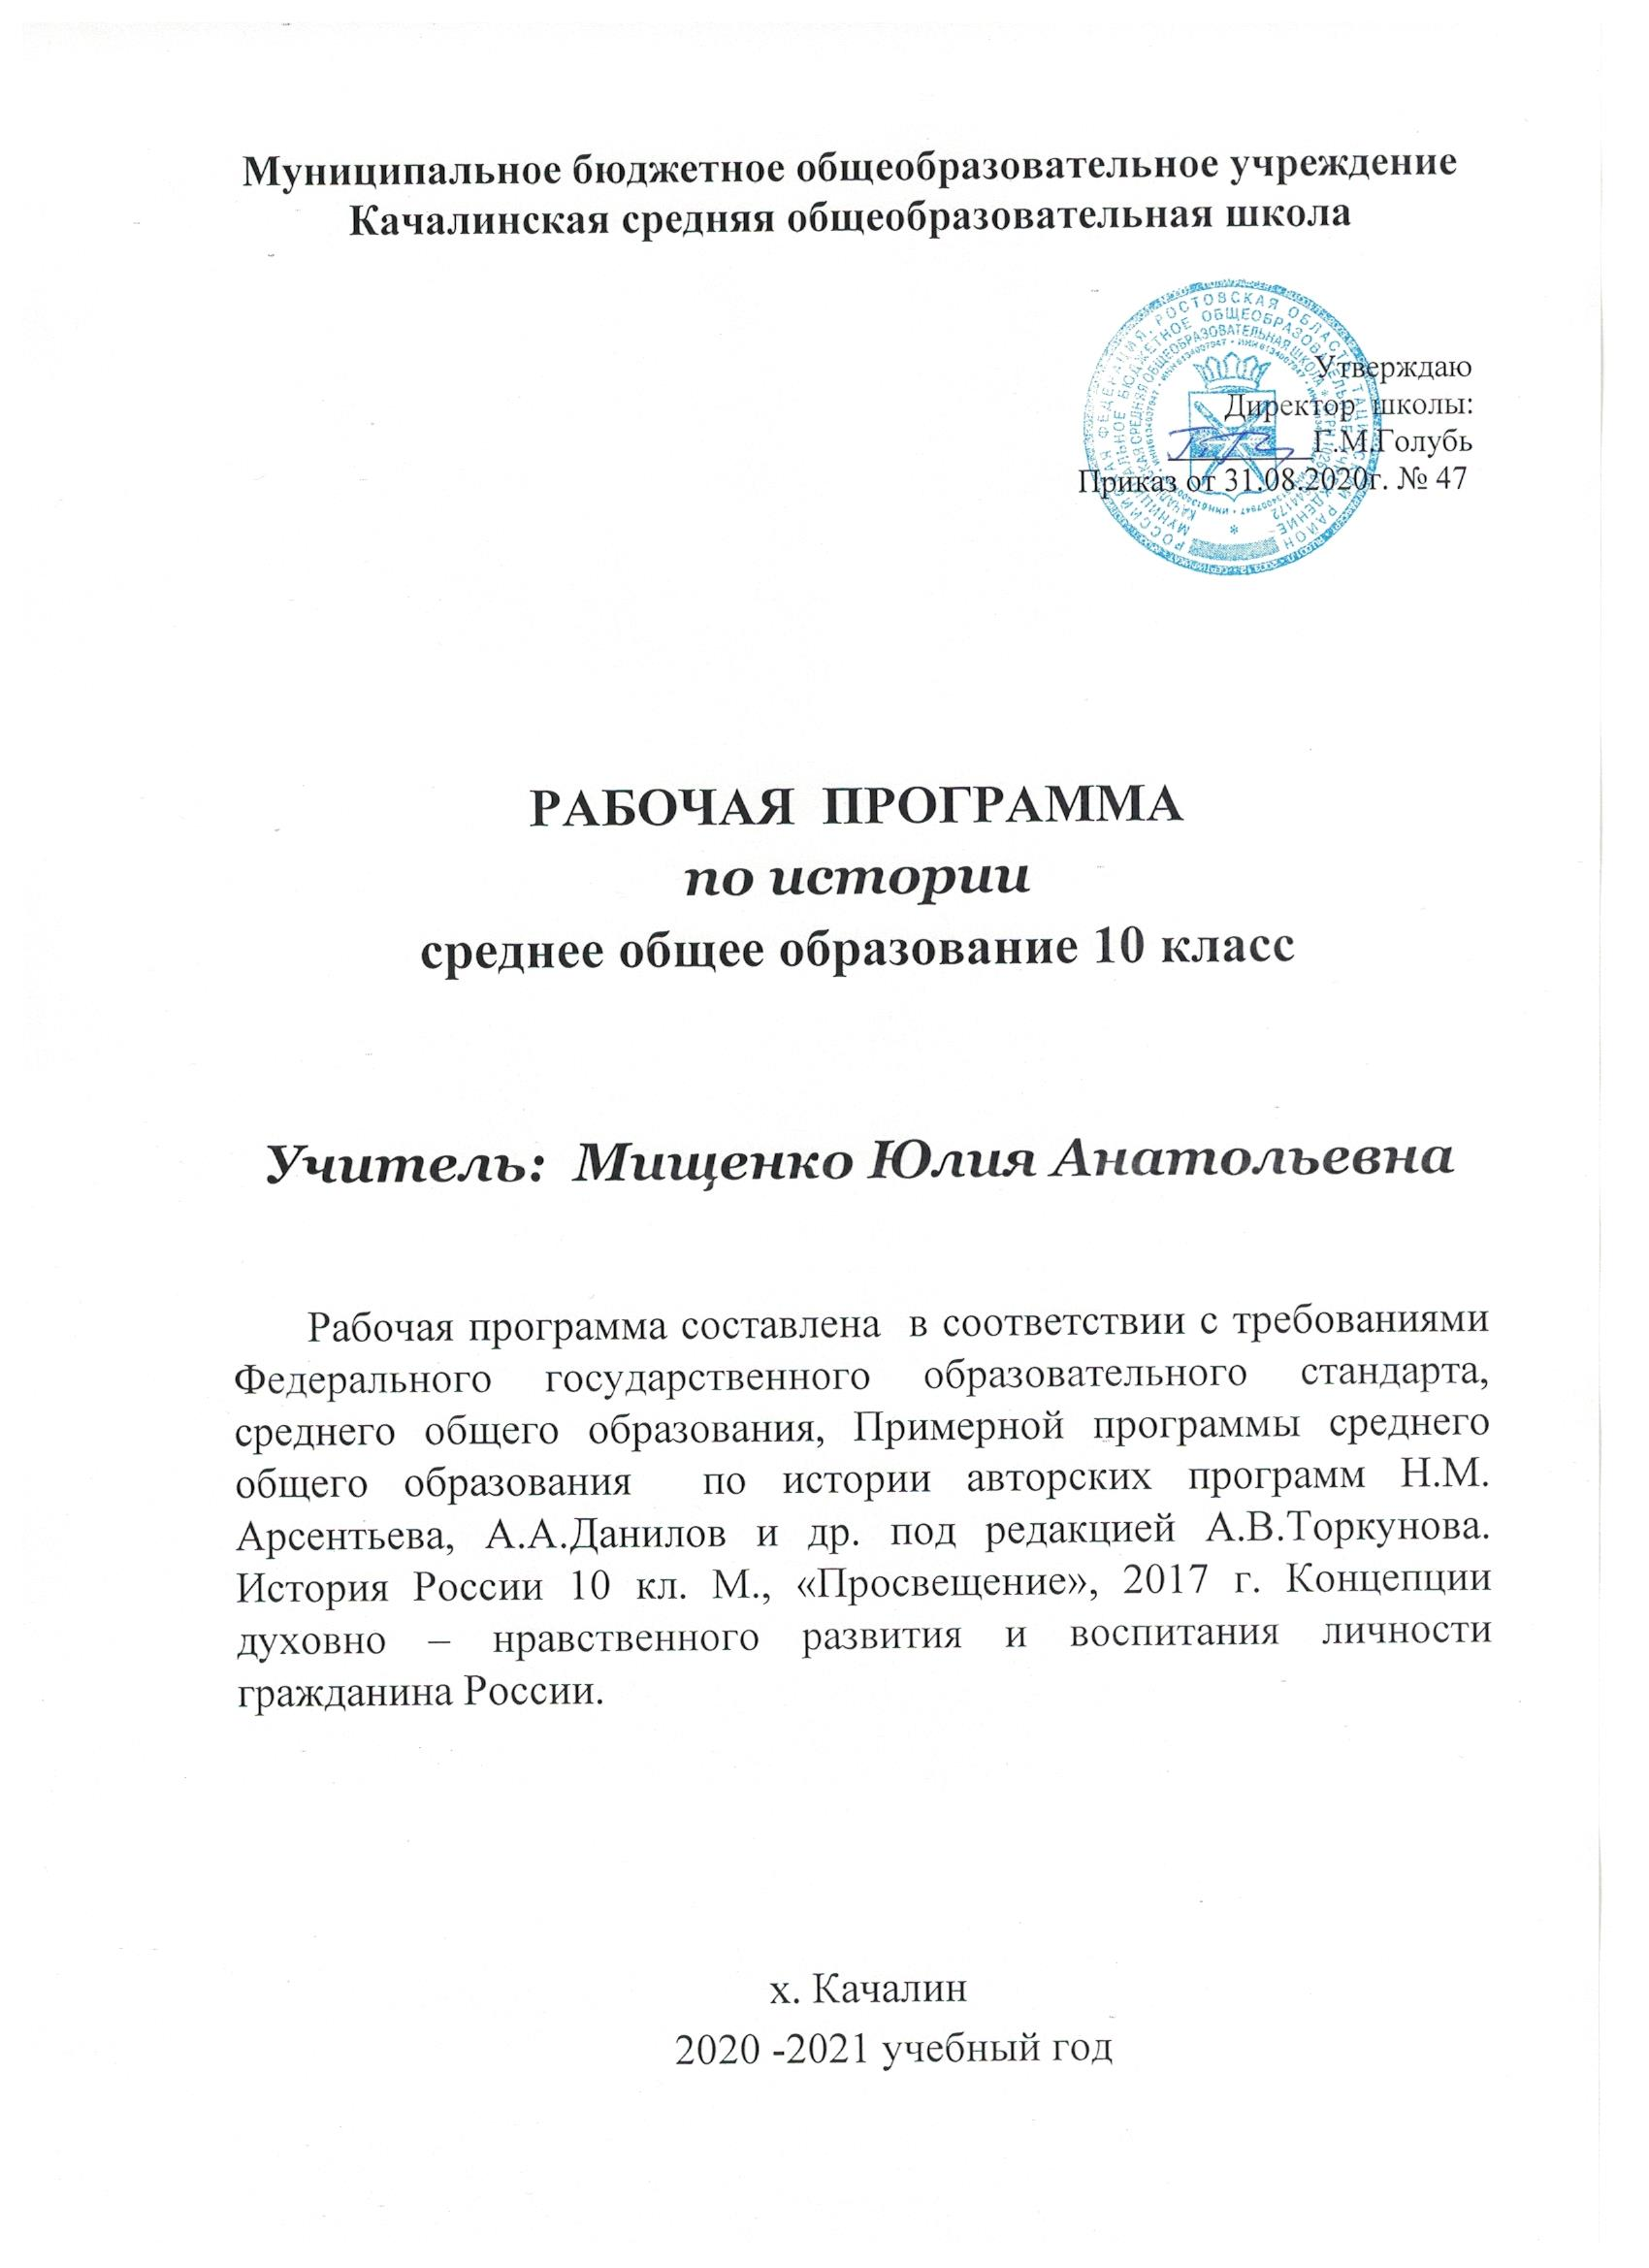 Муниципальное бюджетное общеобразовательное учреждение
Качалинская средняя общеобразовательная школа
РОССИЙСКАЯ ФЕДЕРАЦИЯ, РОСТОВСКАЯ ОБЛАСТЬ
Утверждаю
Директор школы:
Г.М.Голубь
Приказ от 31.08.2020г. № 47
РАБОЧАЯ ПРОГРАММА
по истории
среднее общее образование 10 класс
Учитель: Мищенко Юлия Анатольевна
Рабочая программа составлена в соответствии с требованиями
Федерального государственного образовательного стандарта,
среднего общего образования, Примерной программы среднего
общего образования по истории авторских программ Н.М.
Арсентьева, А.А.Данилов и др. под редакцией А.В.Торкунова.
История России 10 кл. М., «Просвещение», 2017 г. Концепции
духовно – нравственного развития и воспитания личности
гражданина России.
х. Качалин
2020 -2021 учебный год